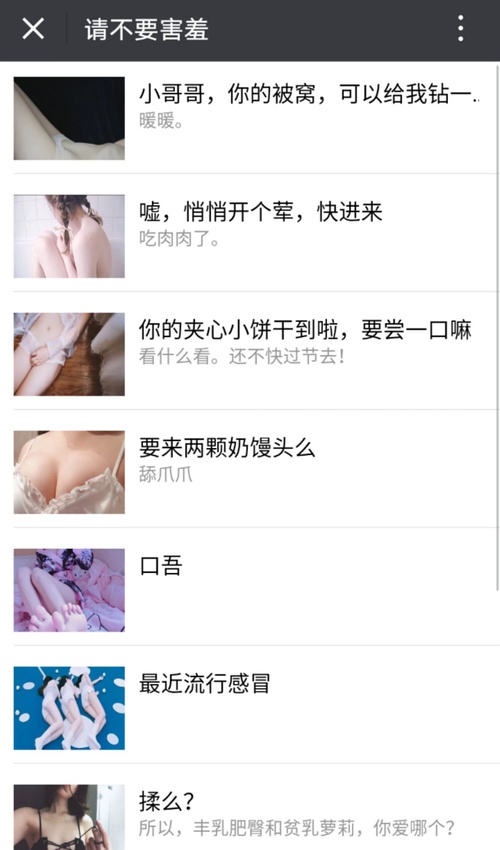 请不要害羞
小哥哥，你的被窝，可以给我钻一..
暖暖。
嘘，悄悄开个荤，快进来
吃肉肉了。
你的夹心小饼干到啦，要尝一口嘛
看什么看。还不快过节去！
要来两颗奶馒头么
舔爪爪
口吾
最近流行感冒
揉么？
所以，丰乳肥臀和贫乳萝莉，你爱哪个？